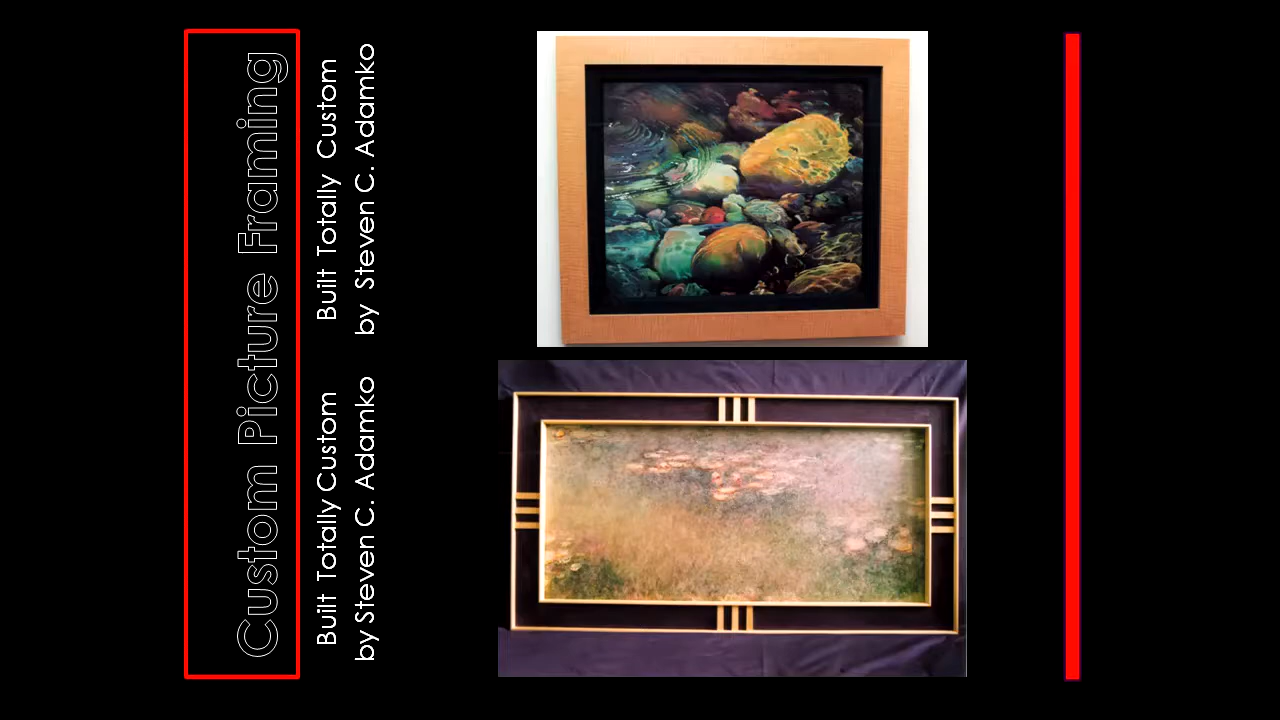 Custom Picture Framing
Built Totally Custom
by Steven C. Adamko
Built Totally Custom
by Steven C. Adamko